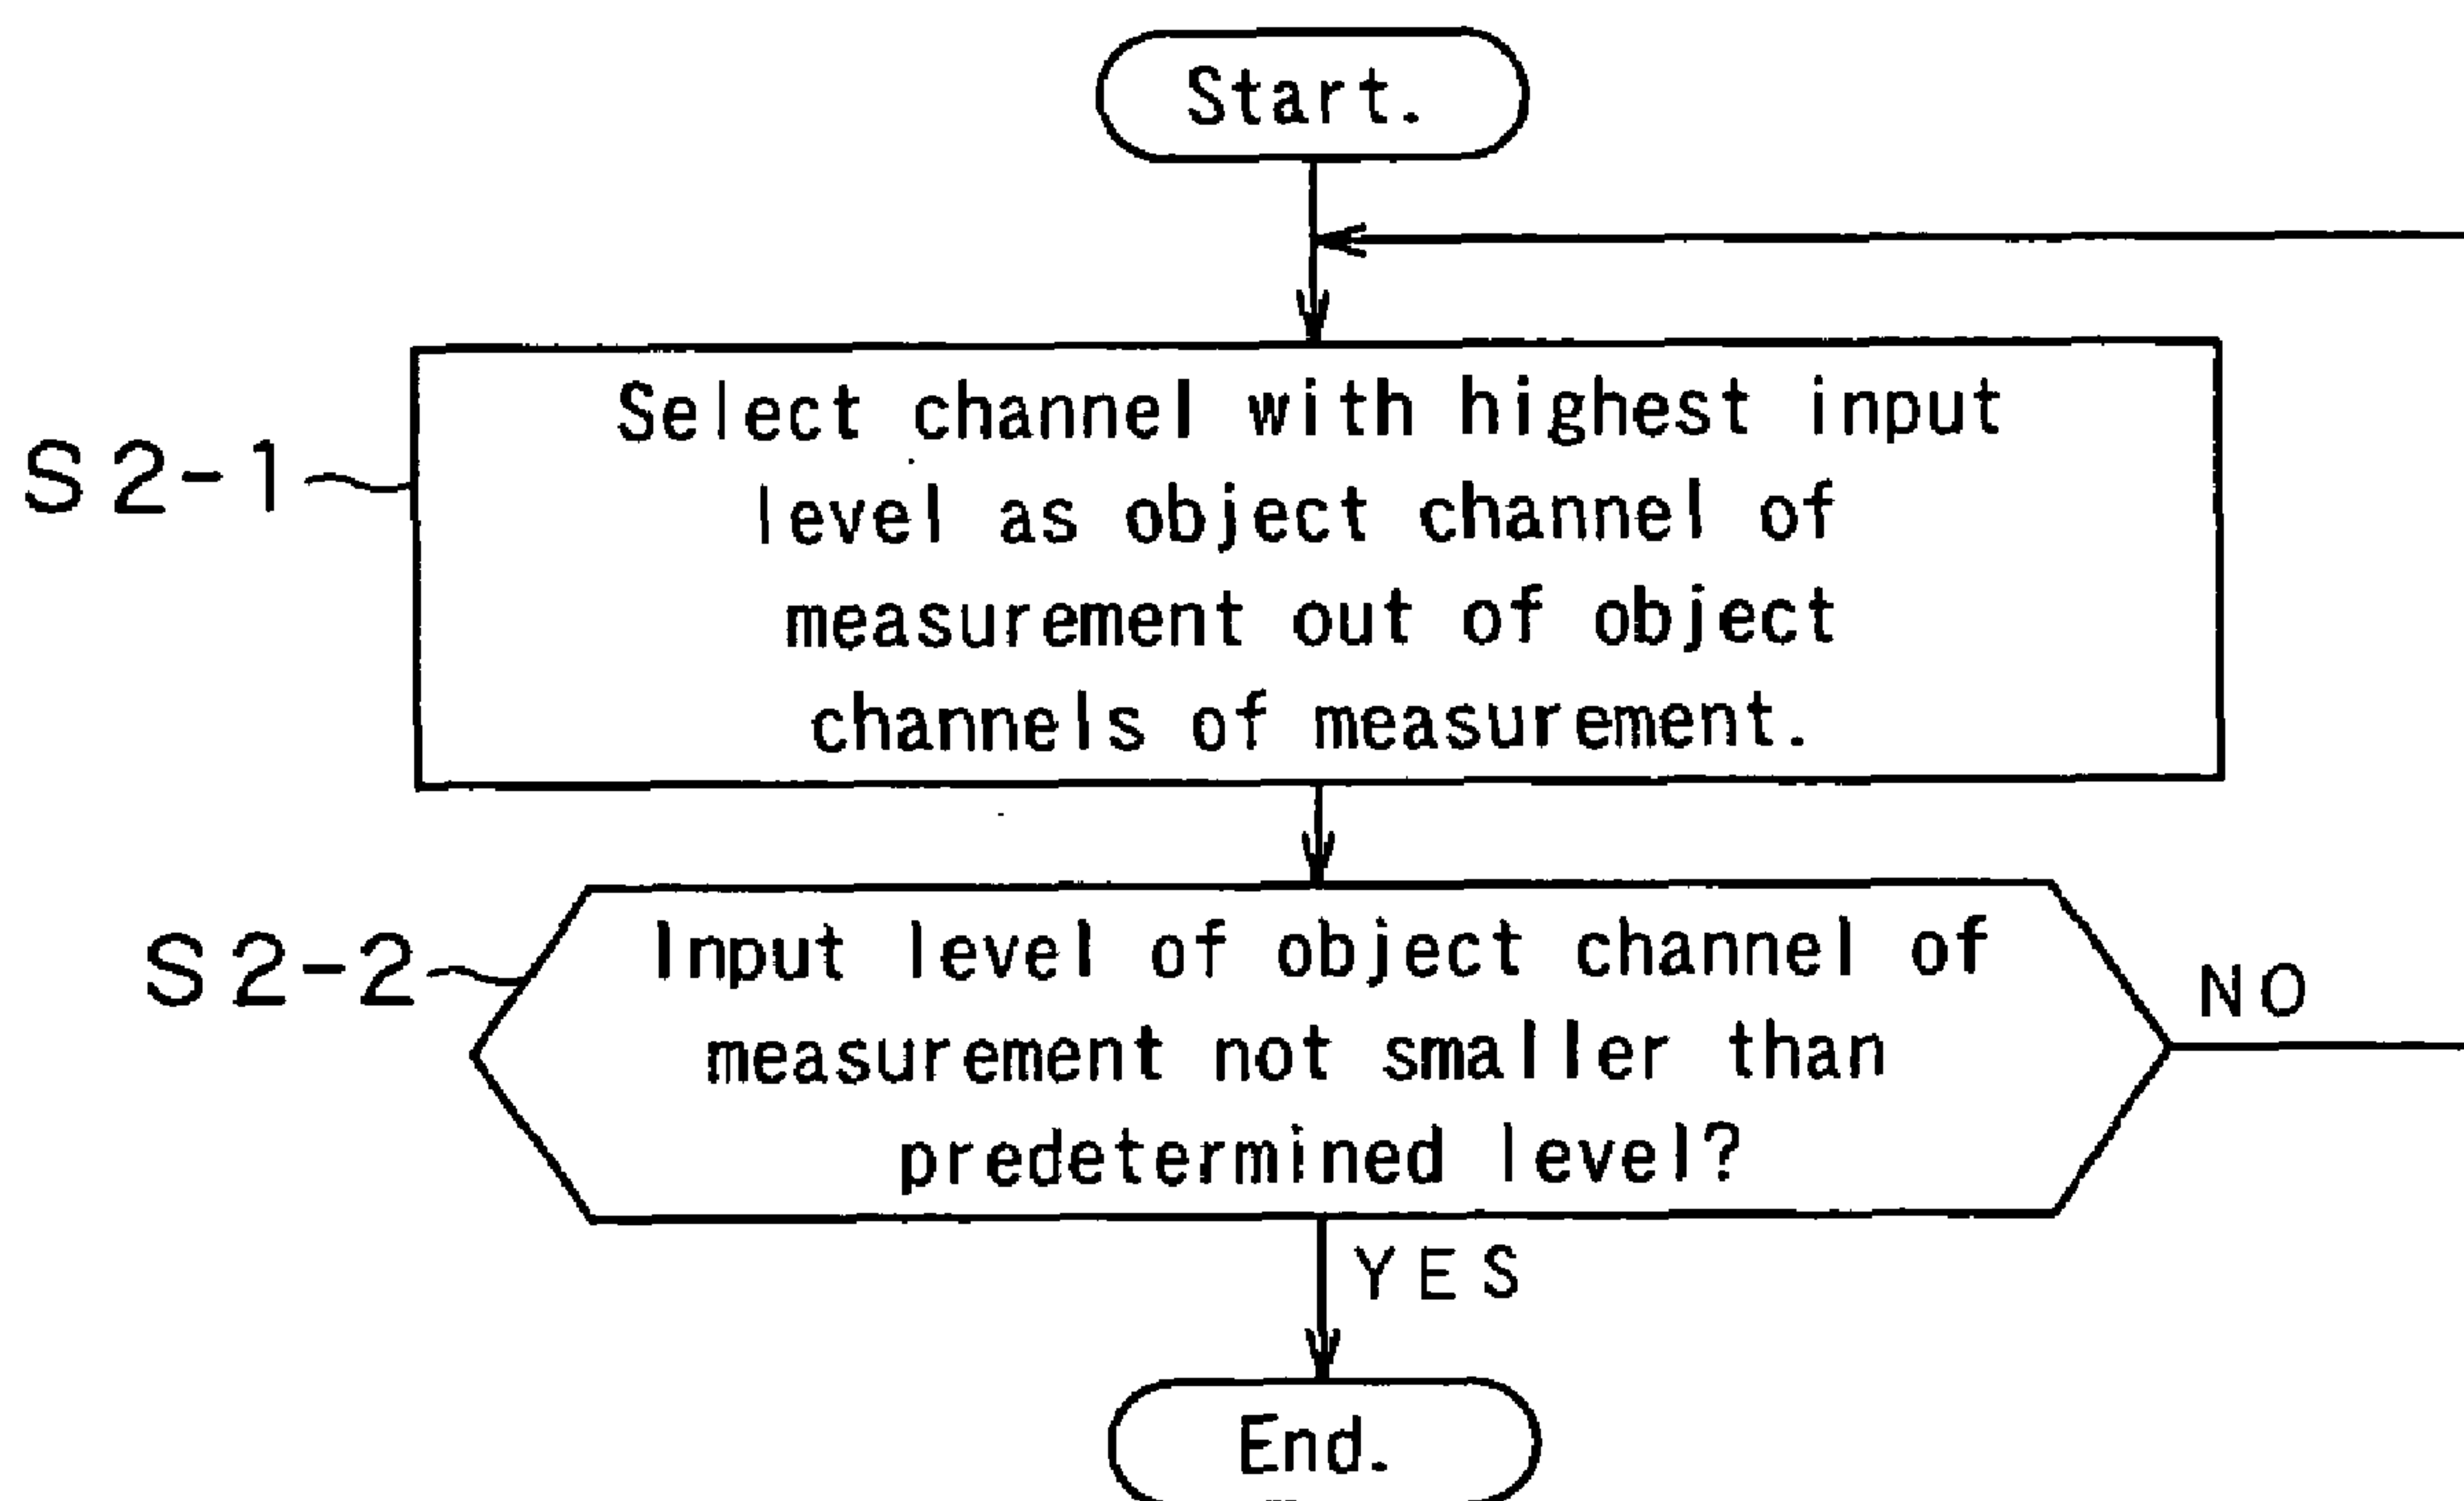 Start.
S2-1
Select channel with highest input
level as object channel of
measurement out of object
channels of measurement.
S2-2
Input level of object channel of
measurement not smaller than
predetermined level?
NO
YES
End.